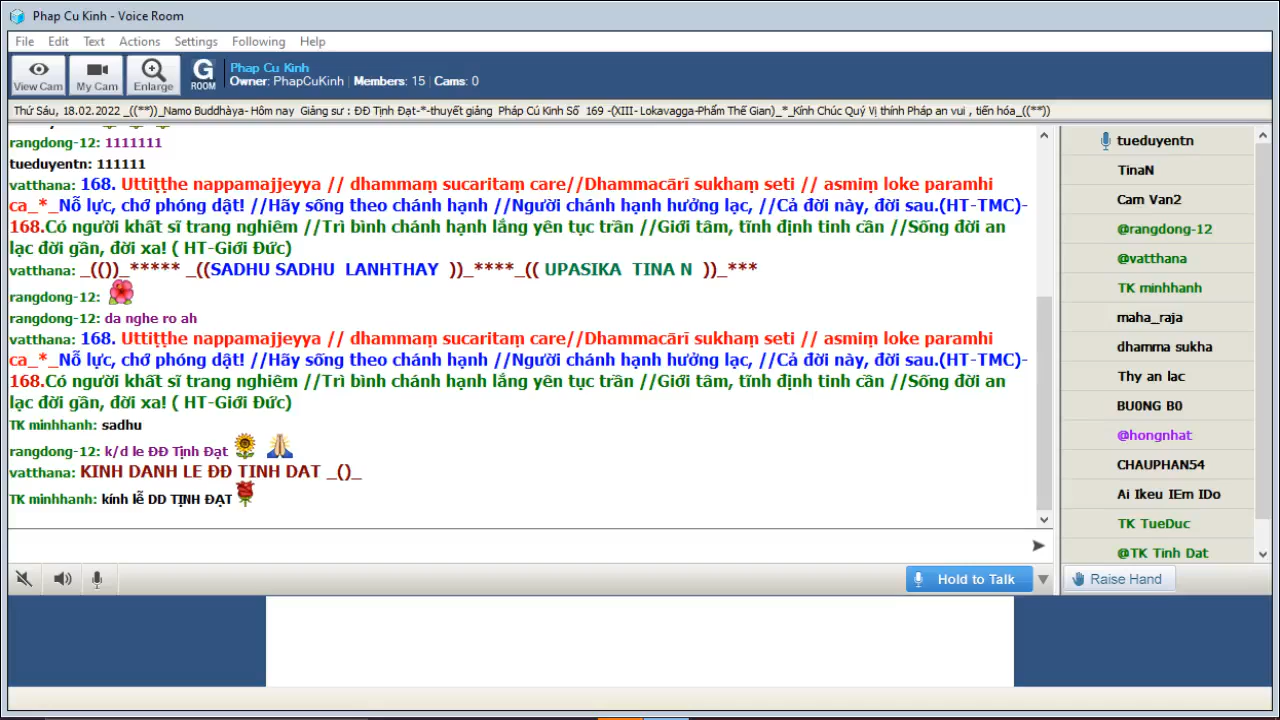 Phap Cu Kinh - Voice Room
File Edit Text Actions Settings Following Help
View Cam My Cam Enlarge G ROOM
Phap Cu Kinh
Owner: PhapCuKinh Members: 15 Cams: 0
Thứ Sáu, 18.02.2022 _((**))_Namo Buddhàya- Hôm nay Giảng sư : ĐĐ Tịnh Đạt-*-thuyết giảng Pháp Cú Kinh Số 169 -(XIII- Lokavagga-Phẩm Thế Gian)_*_Kính Chúc Quý Vị thính Pháp an vui , tiến hóa_((**))
rangdong-12: 1111111
tueduyentn: 111111
vatthana: 168. Uttiṭṭhe nappamajjeyya // dhammaṃ sucaritaṃ care//Dhammacārī sukhaṃ seti // asmiṃ loke paramhi
ca_*_Nỗ lực, chớ phóng dật! //Hãy sống theo chánh hạnh //Người chánh hạnh hưởng lạc, //Cả đời này, đời sau.(HT-TMC)-
168.Có người khất sĩ trang nghiêm //Trì bình chánh hạnh lắng yên tục trần //Giới tâm, tĩnh định tinh cần //Sống đời an
lạc đời gần, đời xa! ( HT-Giới Đức)
vatthana: _(())_***** _((SADHU SADHU LANHTHAY ))_****_(( UPASIKA TINA N ))_***
rangdong-12:
rangdong-12: da nghe ro ah
vatthana: 168. Uttiṭṭhe nappamajjeyya // dhammaṃ sucaritaṃ care//Dhammacārī sukhaṃ seti // asmiṃ loke paramhi
ca_*_Nỗ lực, chớ phóng dật! //Hãy sống theo chánh hạnh //Người chánh hạnh hưởng lạc, //Cả đời này, đời sau.(HT-TMC)-
168.Có người khất sĩ trang nghiêm //Trì bình chánh hạnh lắng yên tục trần //Giới tâm, tĩnh định tinh cần //Sống đời an
lạc đời gần, đời xa! ( HT-Giới Đức)
TK minhhanh: sadhu
rangdong-12: k/d le ĐĐ Tịnh Đạt
vatthana: KINH DANH LE ĐĐ TINH DAT _()_
TK minhhanh: kính lễ DD TỊNH ĐẠT
Hold to Talk
tueduyentn
TinaN
Cam Van2
@rangdong-12
@vatthana
TK minhhanh
maha_raja
dhamma sukha
Thy an lac
BU0NG B0
@hongnhat
CHAUPHAN54
Ai Ikeu IEm IDo
TK TueDuc
@TK Tinh Dat
Raise Hand